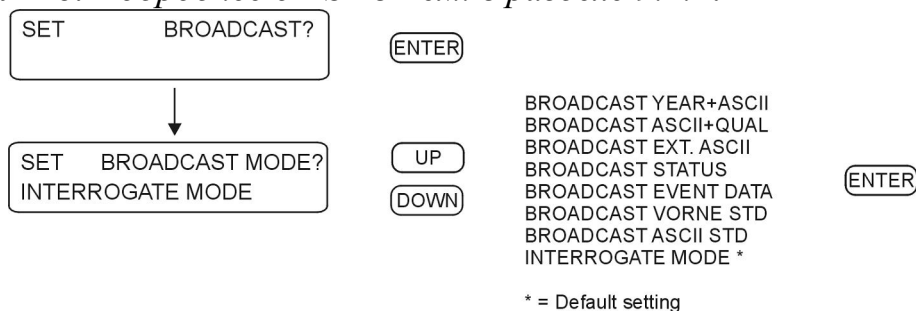 SET BROADCAST?
ENTER
SET BROADCAST MODE?
INTERROGATE MODE
UP
DOWN
BROADCAST YEAR+ASCII
BROADCAST ASCII+QUAL
BROADCAST EXT. ASCII
BROADCAST STATUS
BROADCAST EVENT DATA
BROADCAST VORNE STD
BROADCAST ASCII STD
INTERROGATE MODE *
ENTER
* = Default setting